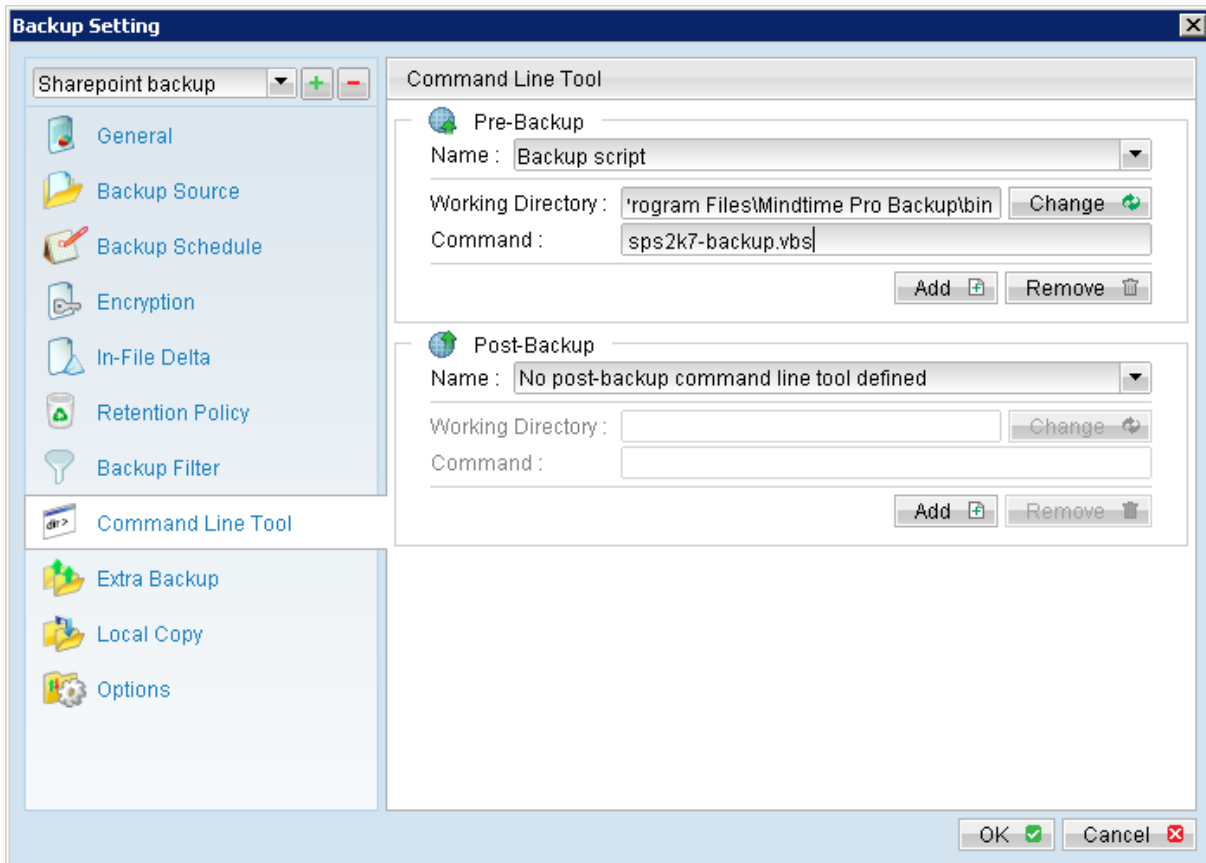 Backup Setting
Sharepoint backup
General
Backup Source
Backup Schedule
Encryption
In-File Delta
Retention Policy
Backup Filter
dir >
Command Line Tool
Extra Backup
Local Copy
Options
Command Line Tool
Pre-Backup
Name : Backup script
Working Directory : 'rogram Files\Mindtime Pro Backup\bin Change
Command : sps2k7-backup.vbs
Add Remove
Post-Backup
Name : No post-backup command line tool defined
Working Directory : Change
Command :
Add Remove
OK Cancel